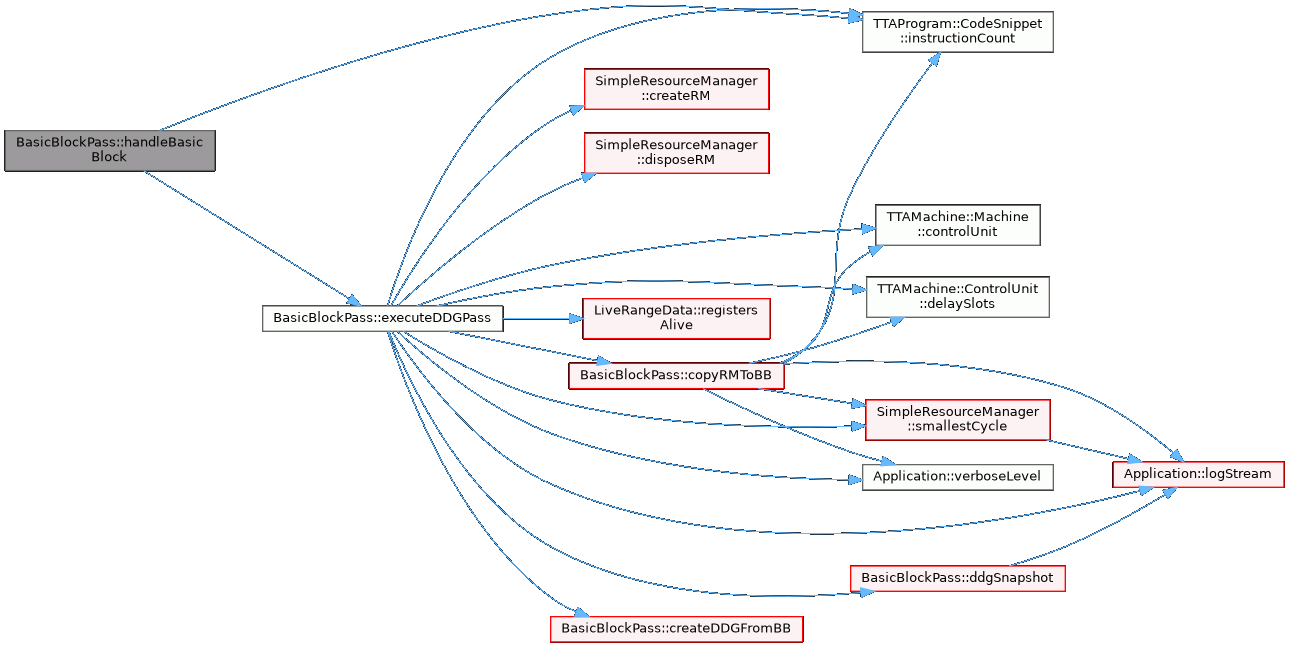 TTAProgram::CodeSnippet
::instructionCount
SimpleResourceManager
::createRM
BasicBlockPass::handleBasic
Block
SimpleResourceManager
::disposeRM
TTAMachine::Machine
::controlUnit
TTAMachine::ControlUnit
::delaySlots
BasicBlockPass::executeDDGPass
LiveRangeData::registers
Alive
BasicBlockPass::copyRMToBB
SimpleResourceManager
::smallestCycle
Application::verboseLevel
Application::logStream
BasicBlockPass::ddgSnapshot
BasicBlockPass::createDDGFromBB